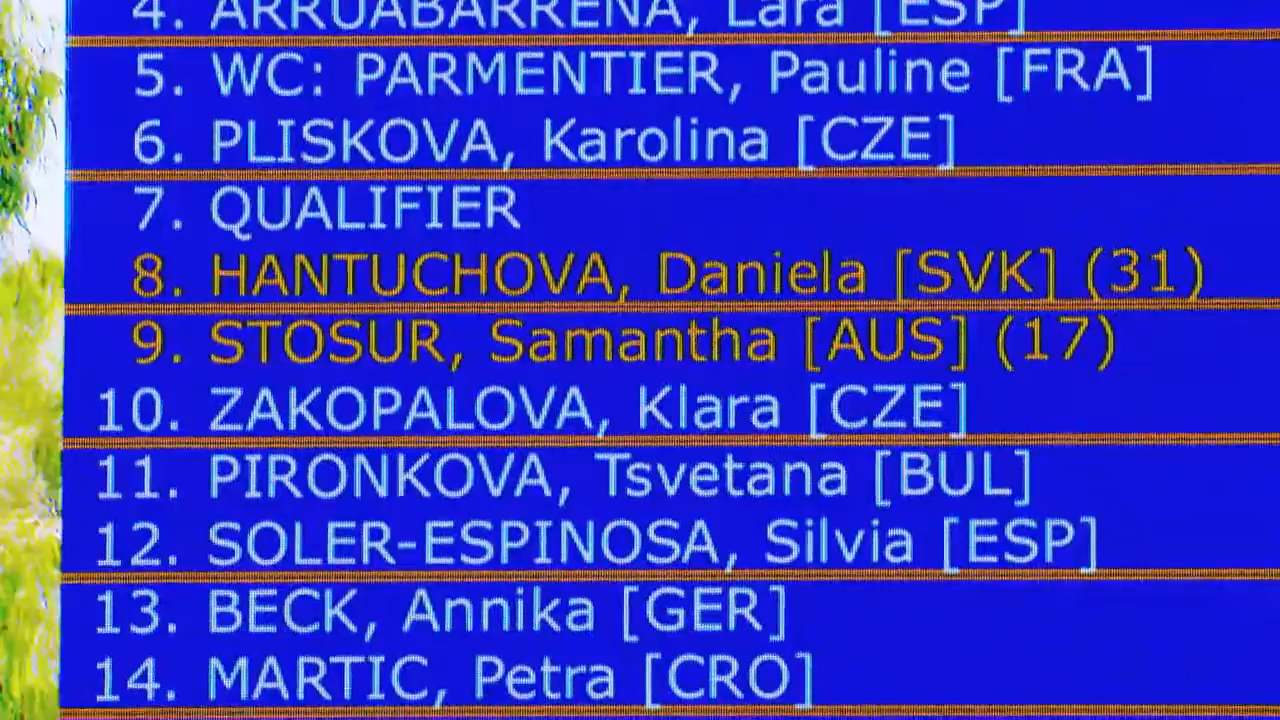 4. ARRUABARRENA, Lara [ESP]
5. WC: PARMENTIER, Pauline [FRA]
6. PLISKOVA, Karolina [CZE]
7. QUALIFIER
8. HANTUCHOVA, Daniela [SVK] (31)
9. STOSUR, Samantha [AUS] (17)
10. ZAKOPALOVA, Klara [CZE]
11. PIRONKOVA, Tsvetana [BUL]
12. SOLER-ESPINOSA, Silvia [ESP]
13. BECK, Annika [GER]
14. MARTIC, Petra [CRO]